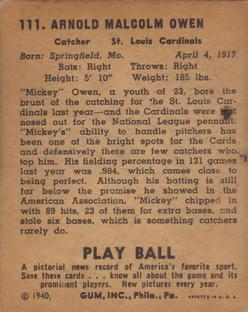 111. ARNOLD MALCOLM OWEN
Catcher St. Louis Cardinals
Born: Springfield, Mo. April 4, 1917
Bats: Right Throws: Right
Height: 5' 10" Weight: 185 lbs.
"Mickey" Owen, a youth of 23, bore
the brunt of the catching for the St. Louis Car-
dinals last year—and the Cardinals were nosed
out for the National League pennant.
"Mickey's" ability to handle pitchers has
been one of the bright spots for the Cards
and defensively there are few catchers who
top him. His fielding percentage in 131 games
last year was .984, which comes close to
being tops. Although his batting is still
far below the promise he showed in the
American Association, "Mickey" chipped in
with 89 hits, 23 of them for extra bases, and
stole six bases, which is something catchers
rarely do.
PLAY BALL
A pictorial news record of America's favorite sport.
Save these cards . . . know all about the game and its
prominent players. New pictures every year.
© 1940, GUM, INC., Phila., Pa. PRINTED IN U. S. A.